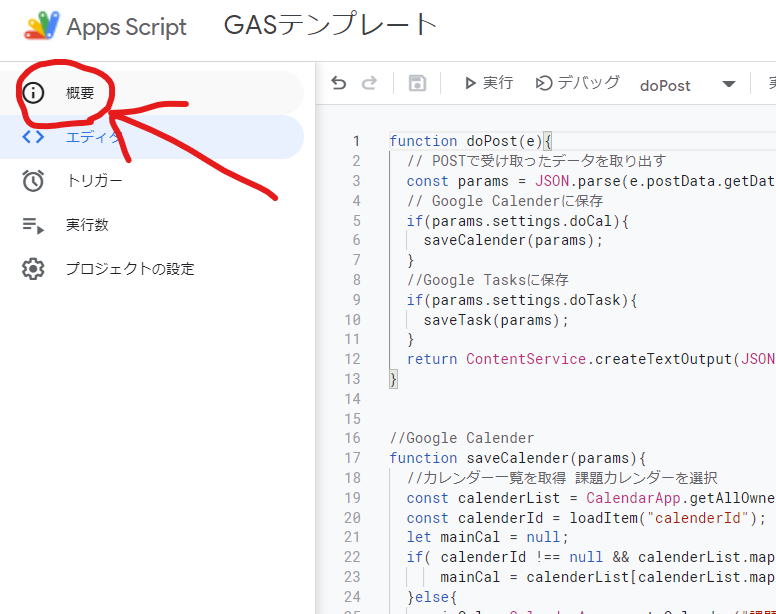 Apps Script GASテンプレート
概要
エディタ
トリガー
実行数
プロジェクトの設定
実行 デバッグ doPost
1 function doPost(e){
2 // POSTで受け取ったデータを取り出す
3 const params = JSON.parse(e.postData.getDat
4 // Google Calenderに保存
5 if(params.settings.doCal){
6 saveCalender(params);
7 }
8 //Google Tasksに保存
9 if(params.settings.doTask){
10 saveTask(params);
11 }
12 return ContentService.createTextOutput(JSON
13 }
14
15
16 //Google Calender
17 function saveCalender(params){
18 //カレンダー一覧を取得 課題カレンダーを選択
19 const calenderList = CalendarApp.getAllOwne
20 const calenderId = loadItem("calenderId");
21 let mainCal = null;
22 if( calenderId !== null && calenderList.map
23 mainCal = calenderList[calenderList.map
24 }else{